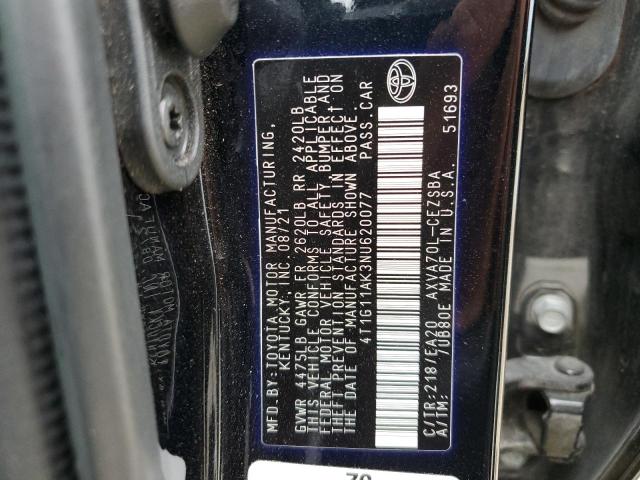 MFD.BY:TOYOTA MOTOR MANUFACTURING,
KENTUCKY, INC. 08/21
GVWR 4475LB GAWR FR 2620LB RR 2420LB
THIS VEHICLE CONFORMS TO ALL APPLICABLE
FEDERAL MOTOR VEHICLE SAFETY, BUMPER, AND
THEFT PREVENTION STANDARDS IN EFFECT ON
THE DATE OF MANUFACTURE SHOWN ABOVE.
4T1G11AK3NU620077 PASS.CAR
C/TR:218/EA20 AXVA70L-CEZSBA
A/TM: /UB80E MADE IN U.S.A. 51693